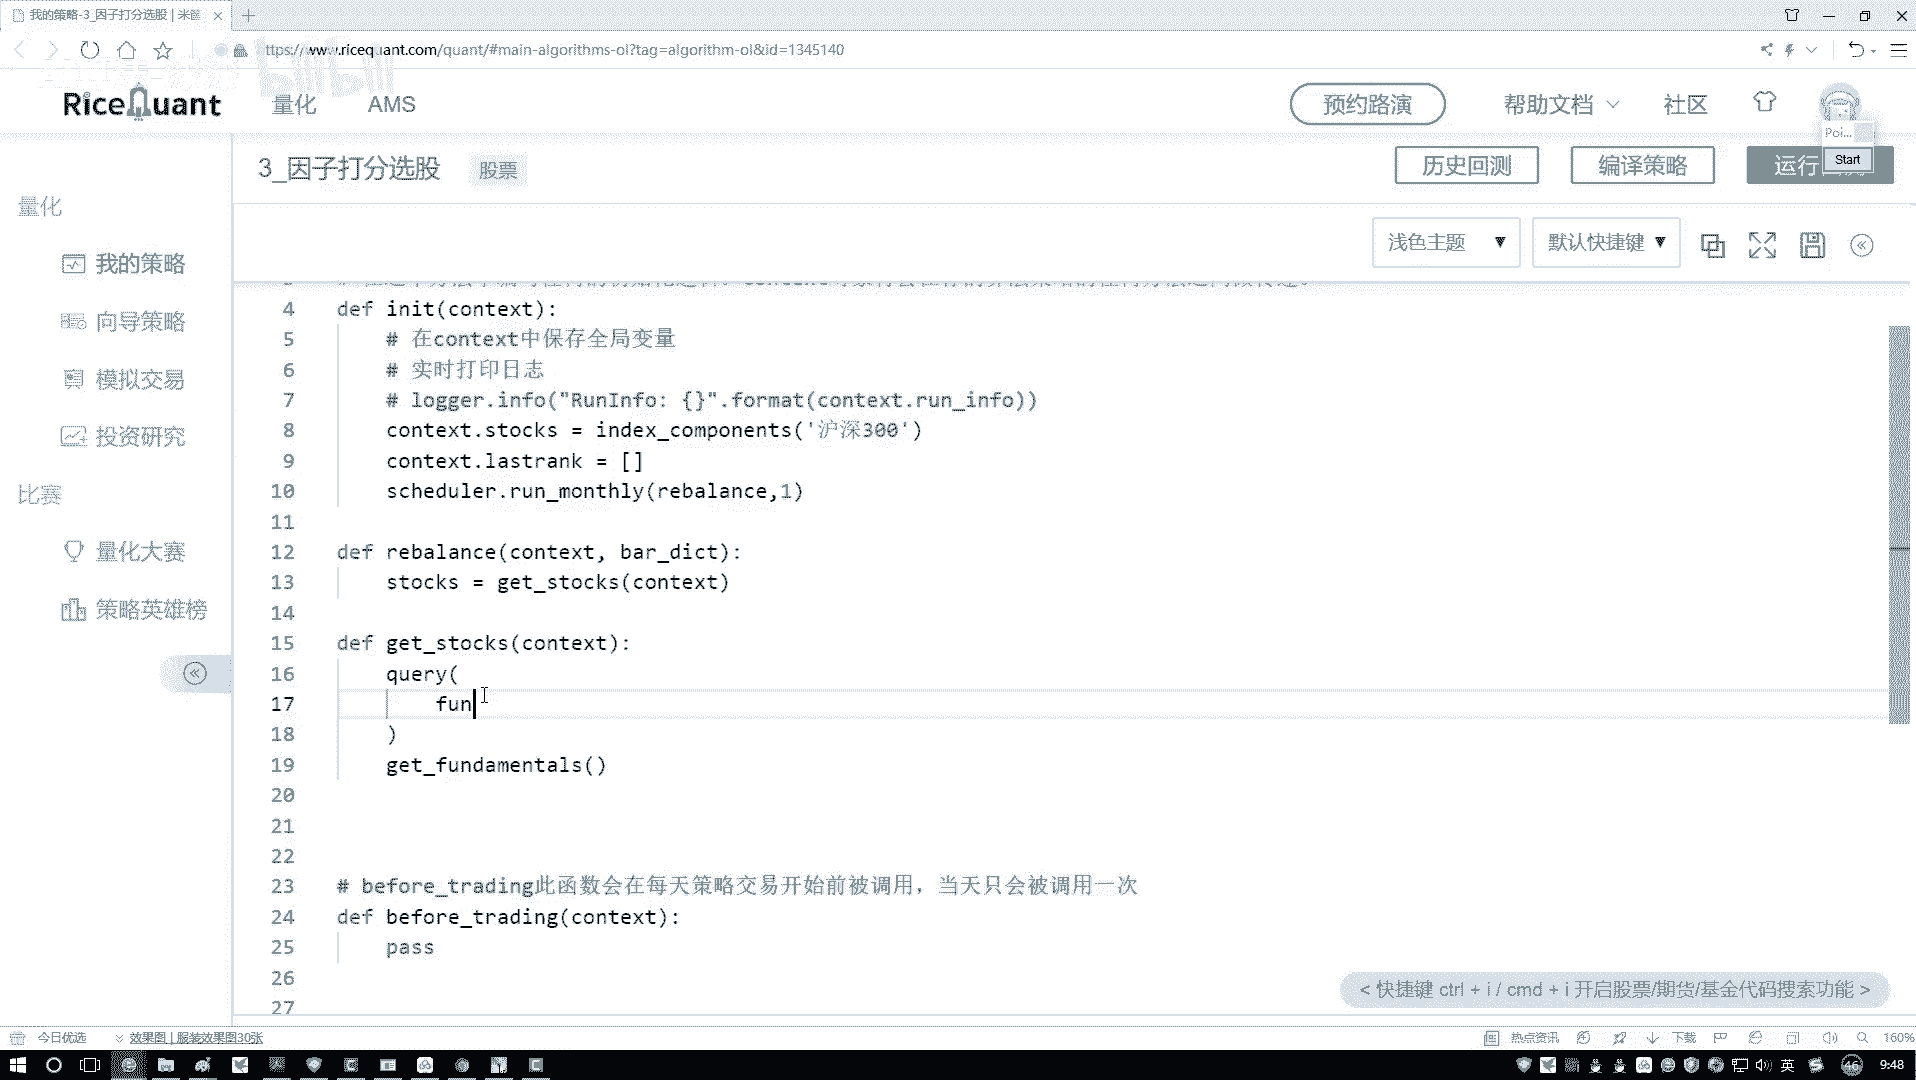 我的策略-3_因子打分选股 | 米筐
https://www.ricequant.com/quant/#main-algorithms-ol?tag=algorithm-ol&id=1345140
bilibili
RiceQuant
量化
AMS
预约路演
帮助文档
社区
Poi...
Start
3_因子打分选股
股票
历史回测
编译策略
运行
浅色主题
默认快捷键
量化
我的策略
向导策略
模拟交易
投资研究
比赛
量化大赛
策略英雄榜
4 def init(context):
5 # 在context中保存全局变量
6 # 实时打印日志
7 # logger.info("RunInfo: {}".format(context.run_info))
8 context.stocks = index_components('沪深300')
9 context.lastrank = []
10 scheduler.run_monthly(rebalance,1)
11
12 def rebalance(context, bar_dict):
13 stocks = get_stocks(context)
14
15 def get_stocks(context):
16 query(
17 fun
18 )
19 get_fundamentals()
20
21
22
23 # before_trading此函数会在每天策略交易开始前被调用，当天只会被调用一次
24 def before_trading(context):
25 pass
26
27
< 快捷键 ctrl + i / cmd + i 开启股票/期货/基金代码搜索功能 >
今日优选
效果图 | 服装效果图30张
热点资讯
下载
160%
英
46
9:48